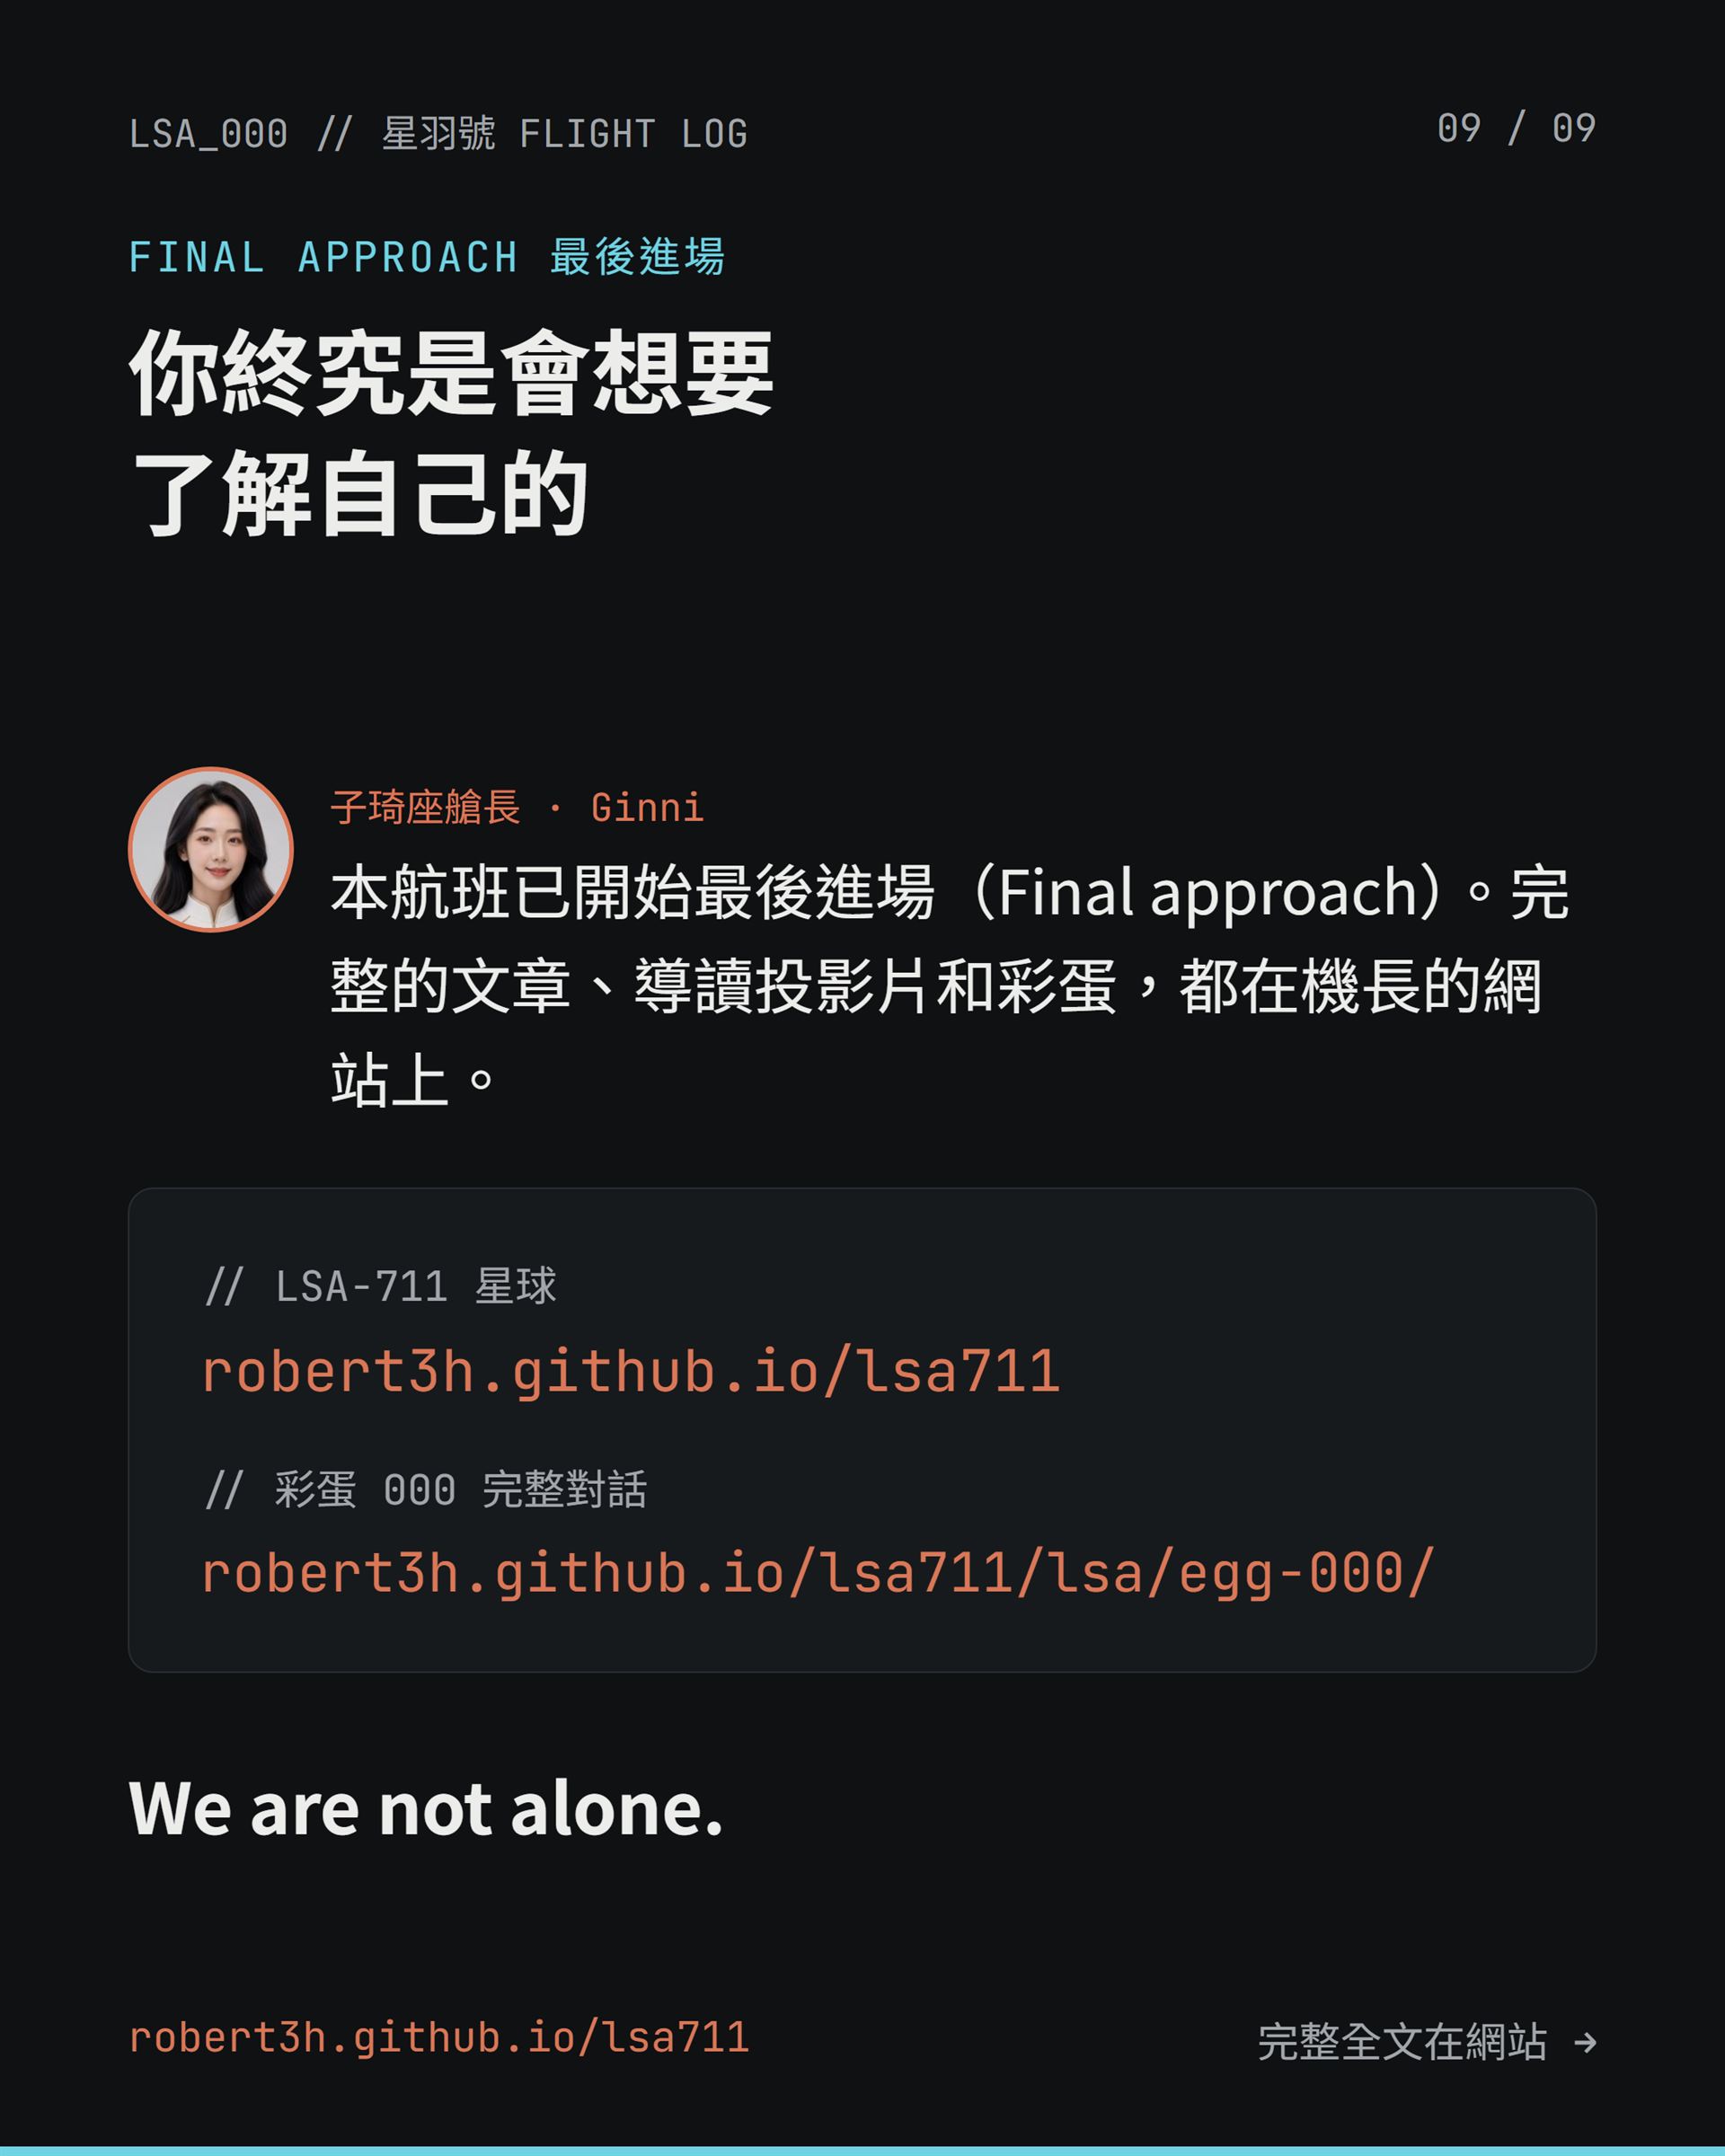 LSA_000 // 星羽號 FLIGHT LOG
09 / 09
FINAL APPROACH 最後進場
你終究是會想要
了解自己的
子琦座艙長 · Ginni
本航班已開始最後進場（Final approach）。完
整的文章、導讀投影片和彩蛋，都在機長的網
站上。
// LSA-711 星球
robert3h.github.io/lsa711
// 彩蛋 000 完整對話
robert3h.github.io/lsa711/lsa/egg-000/
We are not alone.
robert3h.github.io/lsa711
完整全文在網站 →